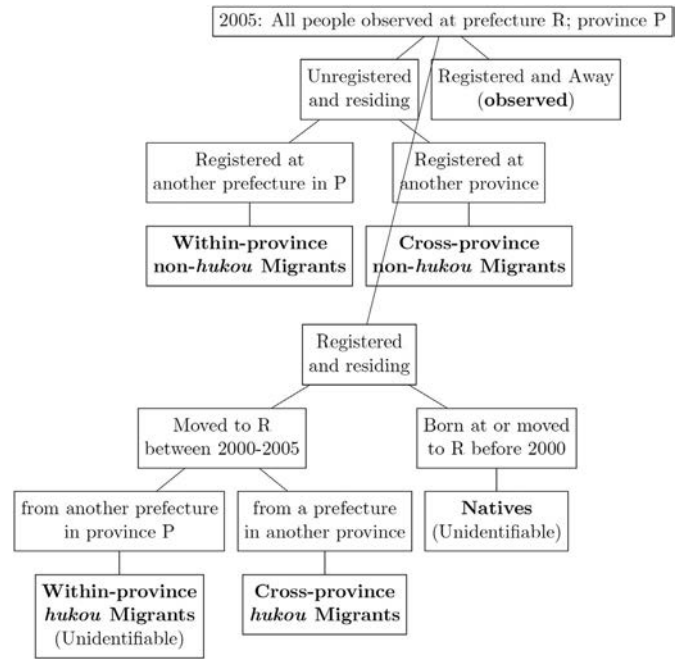 2005: All people observed at prefecture R; province P
Unregistered
and residing
Registered and Away
(observed)
Registered at
another prefecture in P
Registered at
another province
Within-province
non-hukou Migrants
Cross-province
non-hukou Migrants
Registered
and residing
Moved to R
between 2000-2005
Born at or moved
to R before 2000
from another prefecture
in province P
from a prefecture
in another province
Natives
(Unidentifiable)
Within-province
hukou Migrants
(Unidentifiable)
Cross-province
hukou Migrants